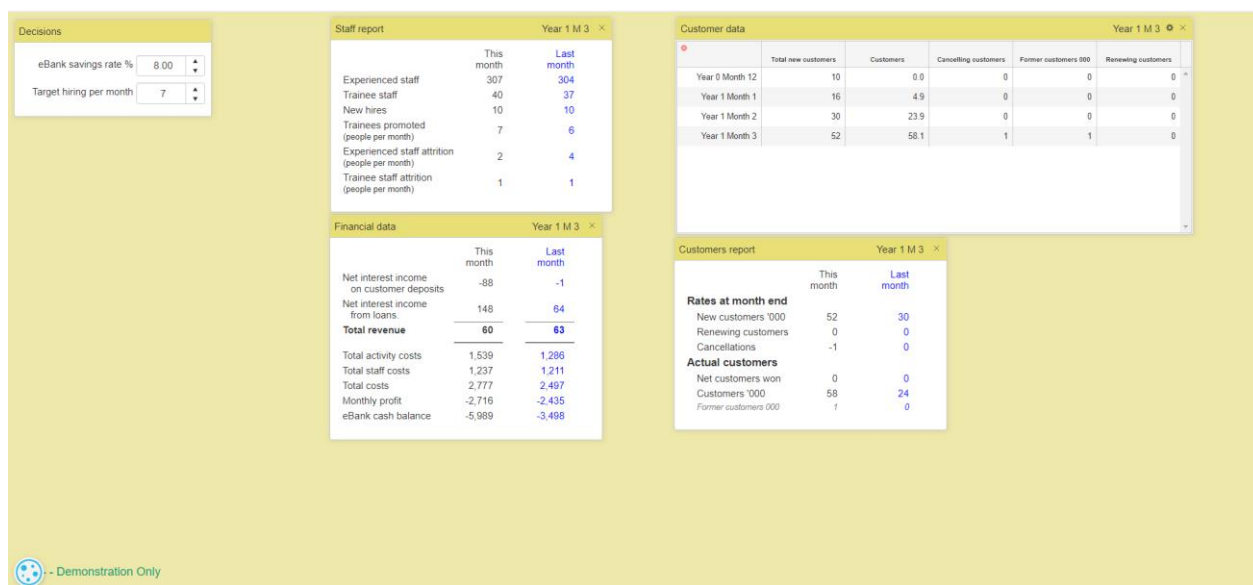 Decisions
eBank savings rate % 8.00
Target hiring per month 7
Staff report Year 1 M 3 ×
This month Last month
Experienced staff 307 304
Trainee staff 40 37
New hires 10 10
Trainees promoted 7 6
(people per month)
Experienced staff attrition 2 4
(people per month)
Trainee staff attrition 1 1
(people per month)
Financial data Year 1 M 3 ×
This month Last month
Net interest income
on customer deposits -88 -1
Net interest income
from loans. 148 64
Total revenue 60 63
Total activity costs 1,539 1,286
Total staff costs 1,237 1,211
Total costs 2,777 2,497
Monthly profit -2,716 -2,435
eBank cash balance -5,989 -3,498
Customer data Year 1 M 3 ×
Total new customers Customers Cancelling customers Former customers 000 Renewing customers
Year 0 Month 12 10 0.0 0 0 0
Year 1 Month 1 16 4.9 0 0 0
Year 1 Month 2 30 23.9 0 0 0
Year 1 Month 3 52 58.1 1 1 0
Customers report Year 1 M 3 ×
This month Last month
Rates at month end
New customers '000 52 30
Renewing customers 0 0
Cancellations -1 0
Actual customers
Net customers won 0 0
Customers '000 58 24
Former customers 000 1 0
- - Demonstration Only